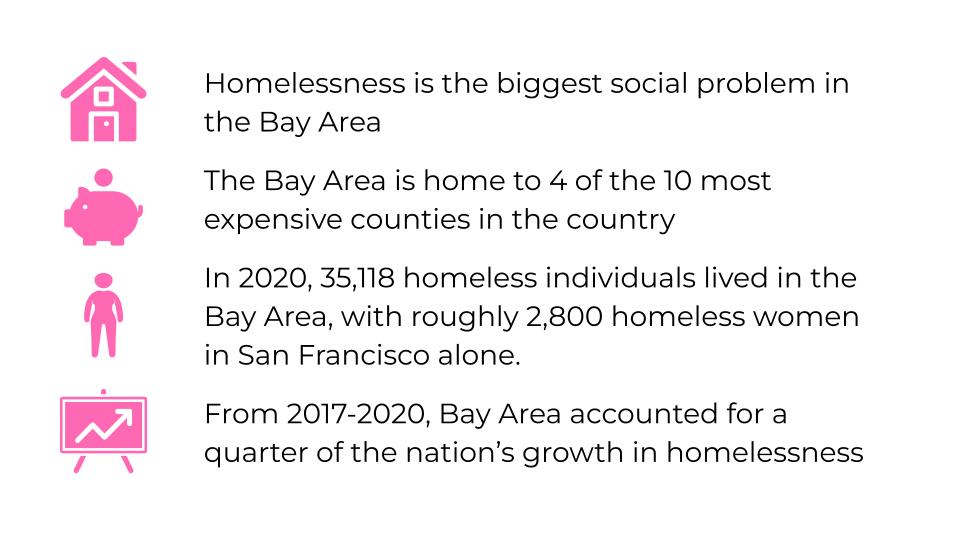 Homelessness is the biggest social problem in
the Bay Area
The Bay Area is home to 4 of the 10 most
expensive counties in the country
In 2020, 35,118 homeless individuals lived in the
Bay Area, with roughly 2,800 homeless women
in San Francisco alone.
From 2017-2020, Bay Area accounted for a
quarter of the nation’s growth in homelessness